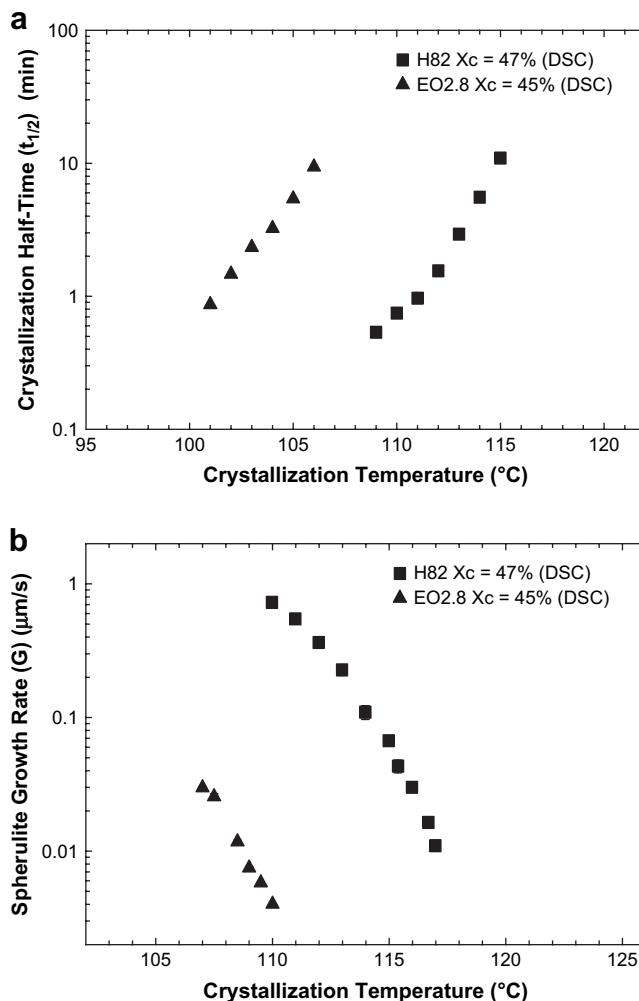 a
100
10
1
0.1
Crystallization Half-Time (t1/2) (min)
H82 Xc = 47% (DSC)
EO2.8 Xc = 45% (DSC)
95 100 105 110 115 120
Crystallization Temperature (°C)
b
1
0.1
0.01
Spherulite Growth Rate (G) (μm/s)
H82 Xc = 47% (DSC)
EO2.8 Xc = 45% (DSC)
105 110 115 120 125
Crystallization Temperature (°C)